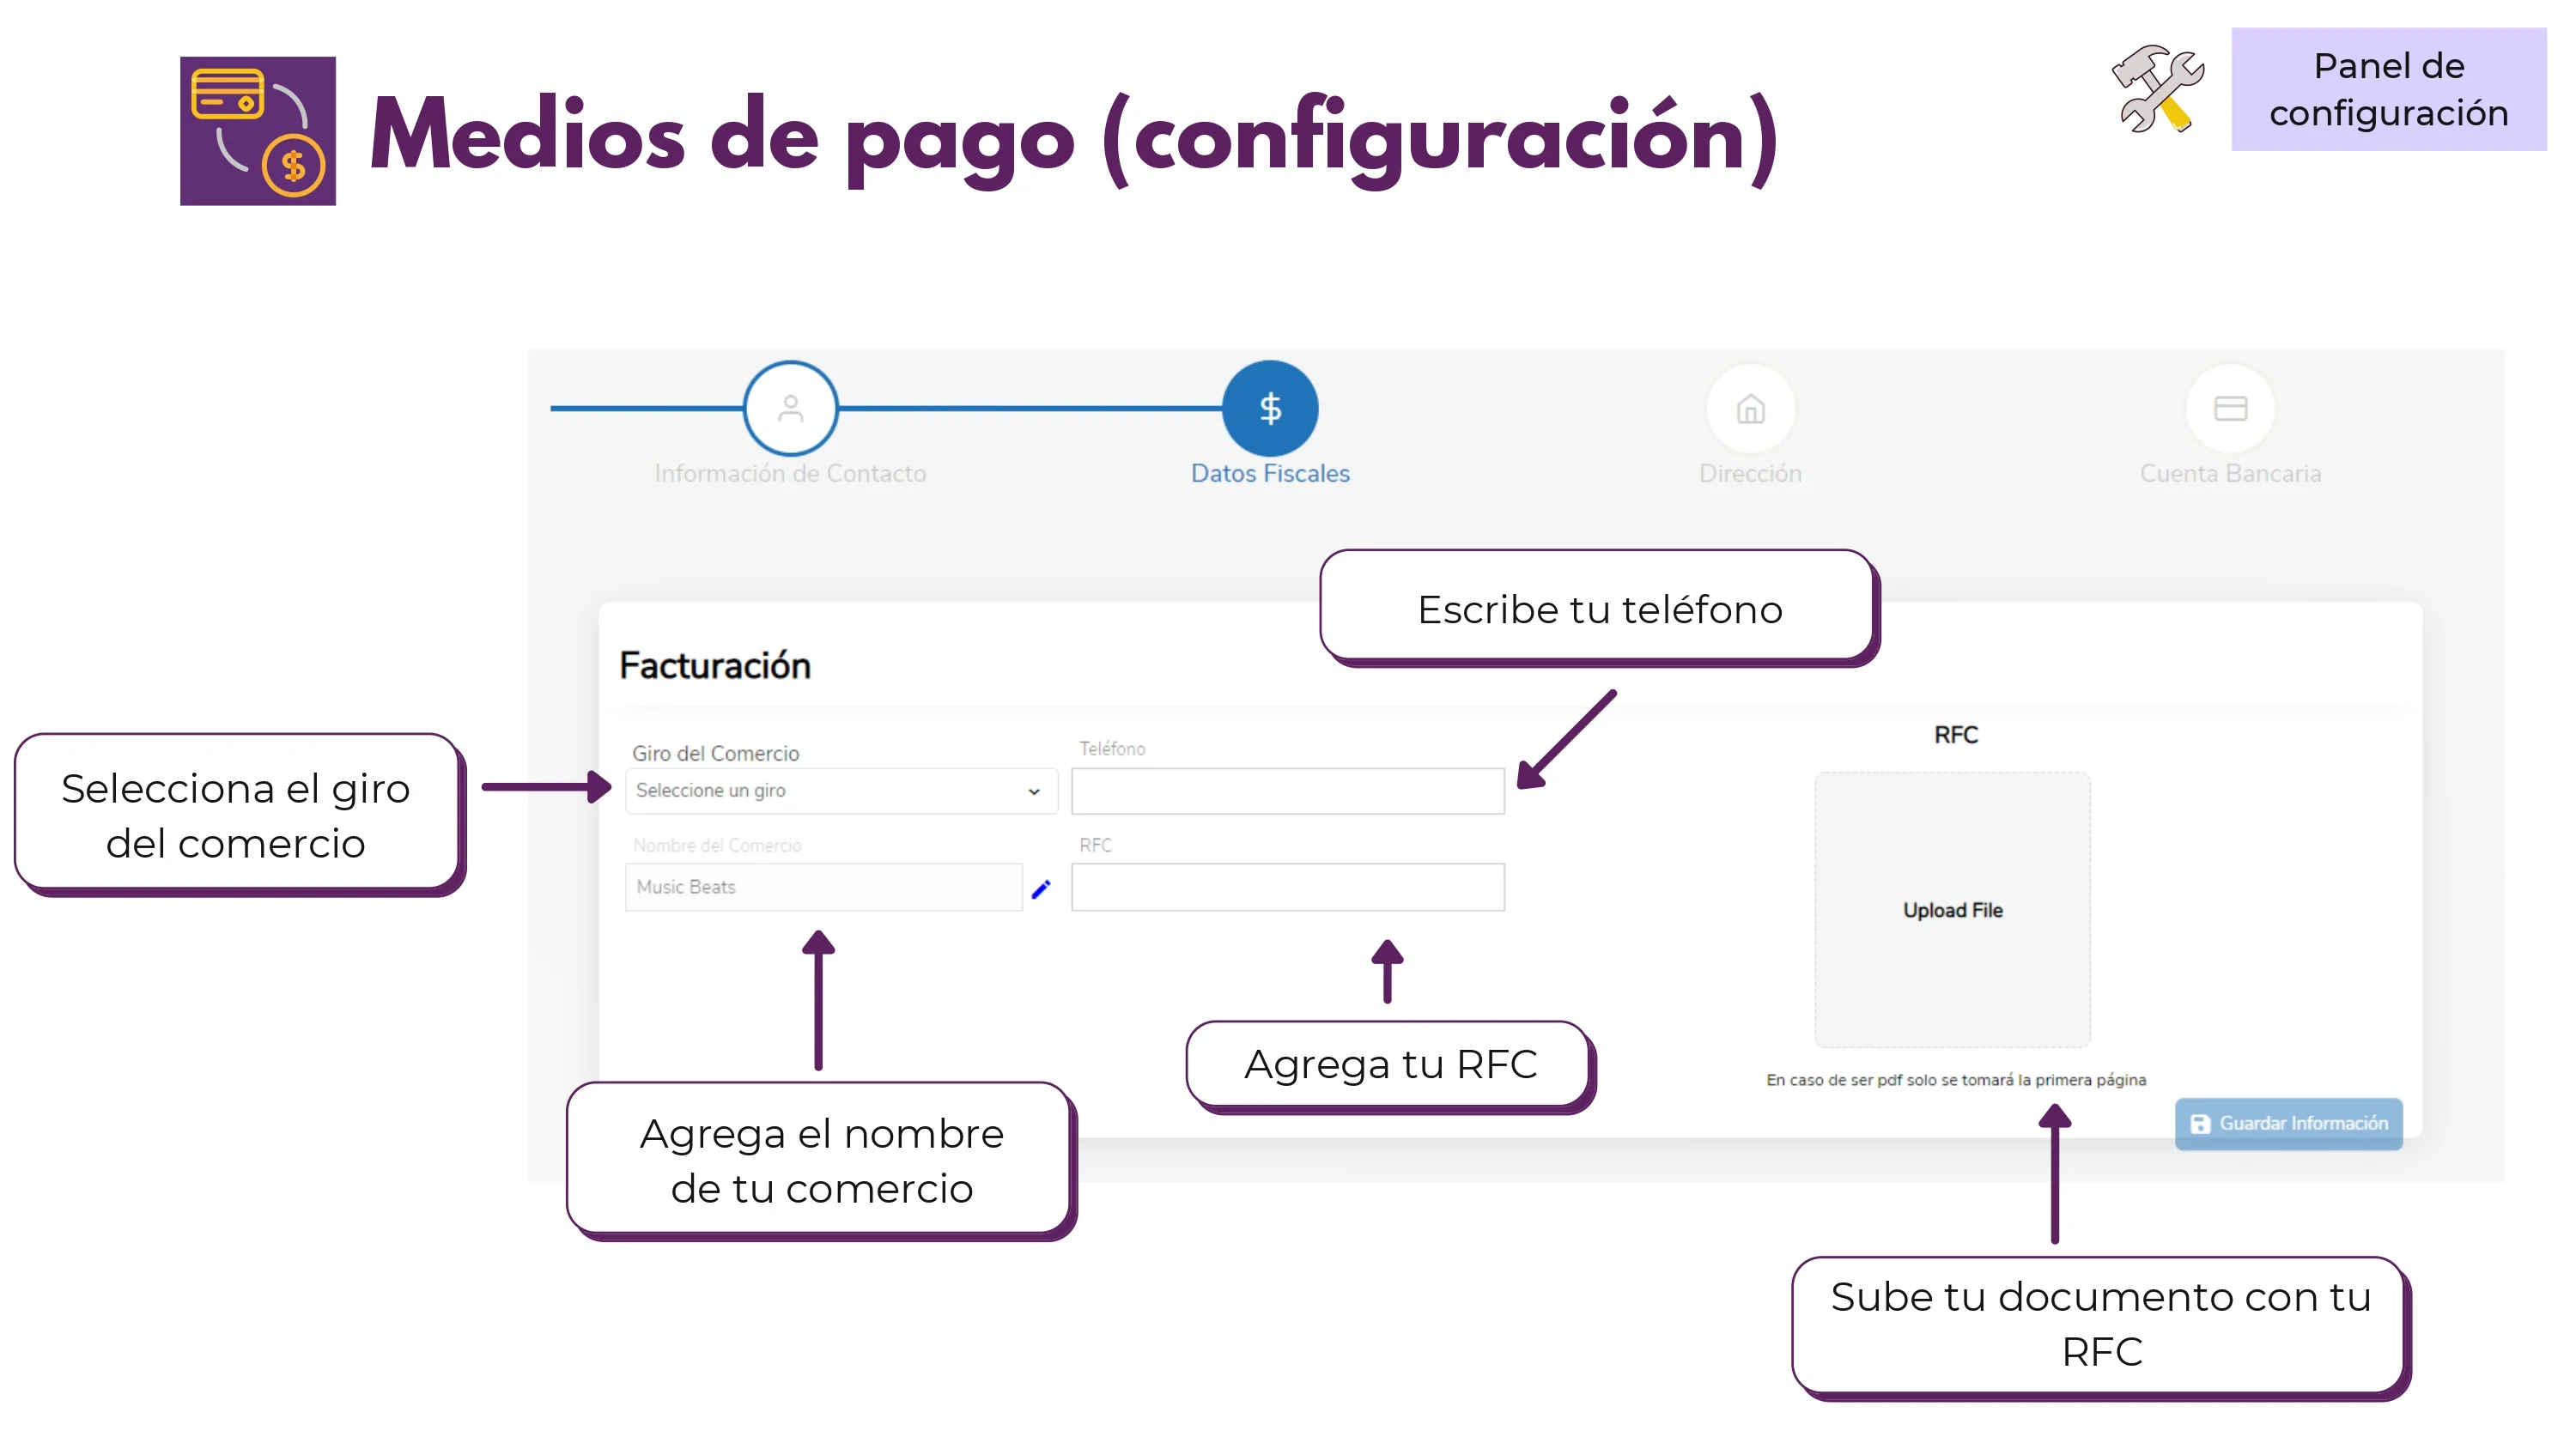 Medios de pago (configuración)
Panel de
configuración
Información de Contacto
Datos Fiscales
Dirección
Cuenta Bancaria
Escribe tu teléfono
Facturación
Selecciona el giro
del comercio
Giro del Comercio
Seleccione un giro
Teléfono
RFC
Nombre del Comercio
Music Beats
RFC
Upload File
Agrega tu RFC
En caso de ser pdf solo se tomará la primera página
Guardar Información
Agrega el nombre
de tu comercio
Sube tu documento con tu
RFC